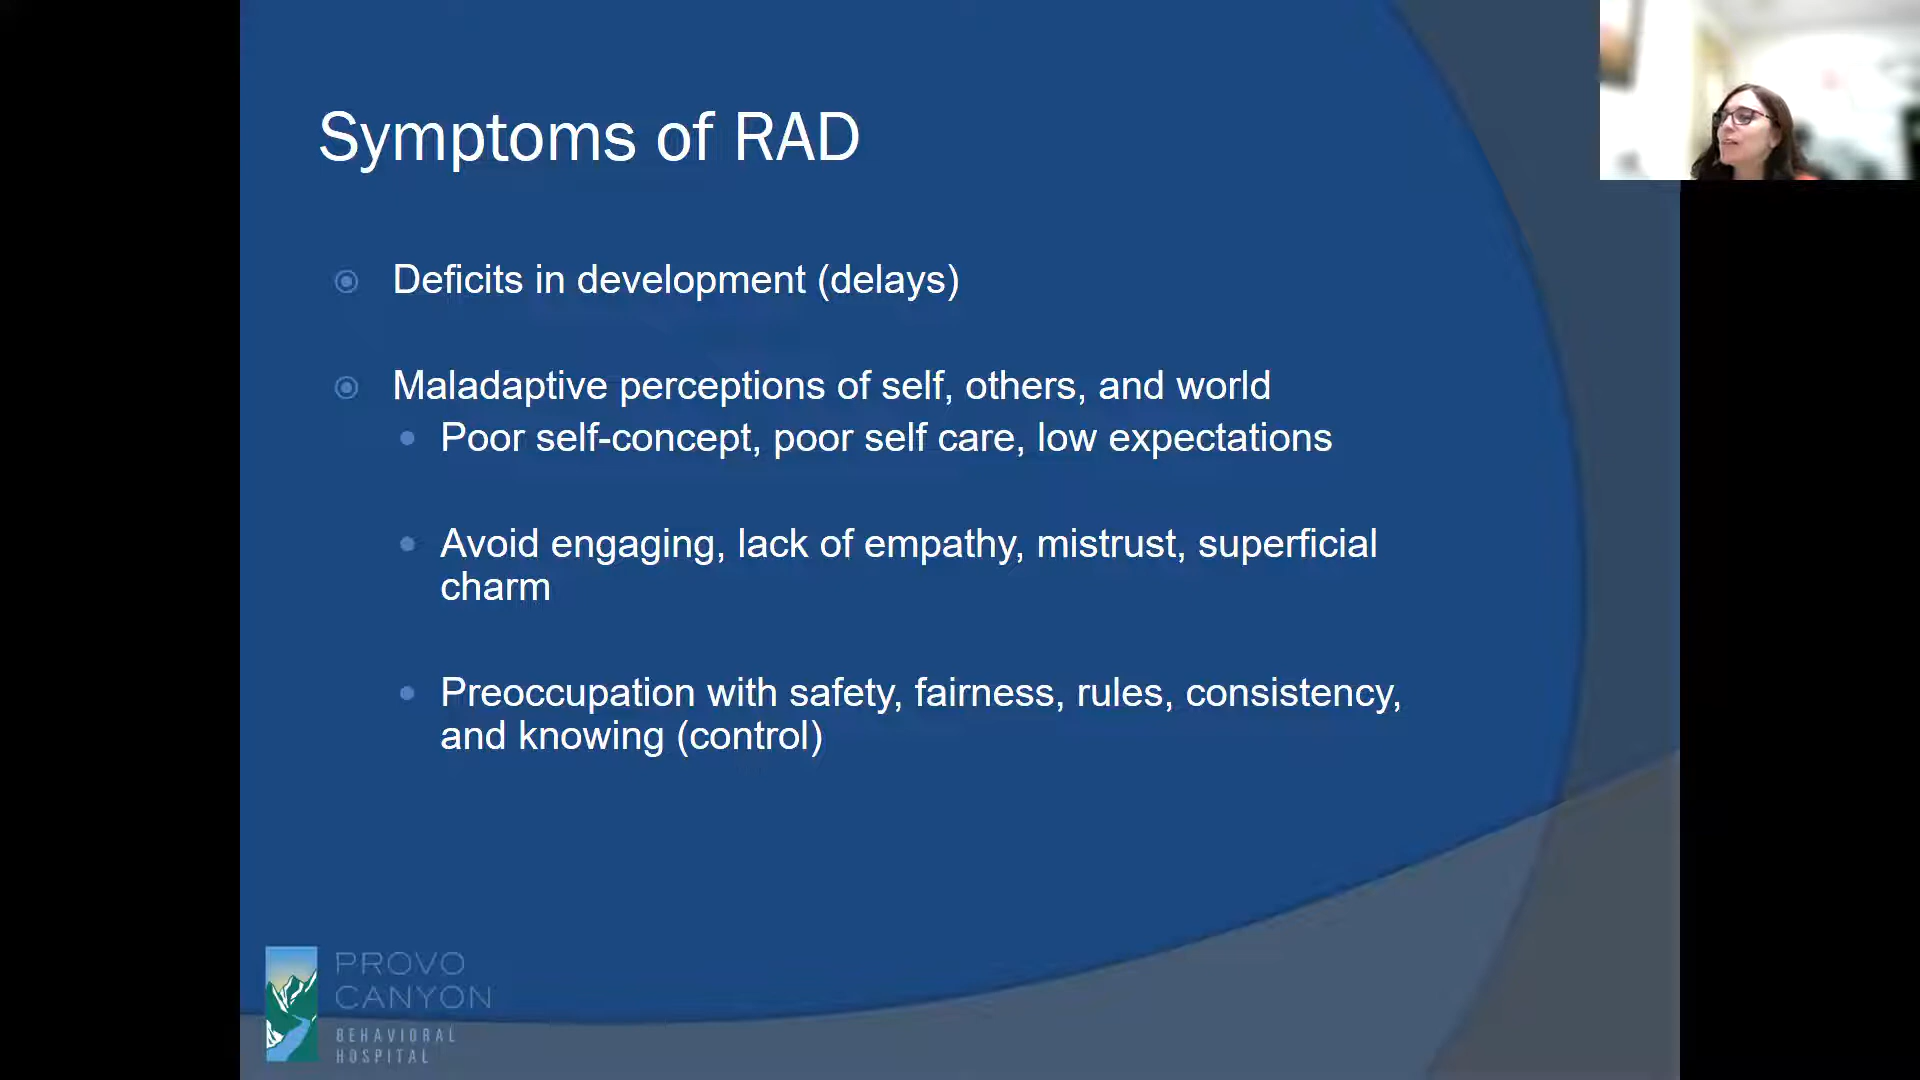 Symptoms of RAD
Deficits in development (delays)
Maladaptive perceptions of self, others, and world
Poor self-concept, poor self care, low expectations
Avoid engaging, lack of empathy, mistrust, superficial
charm
Preoccupation with safety, fairness, rules, consistency,
and knowing (control)
PROVO
CANYON
BEHAVIORAL
HOSPITAL